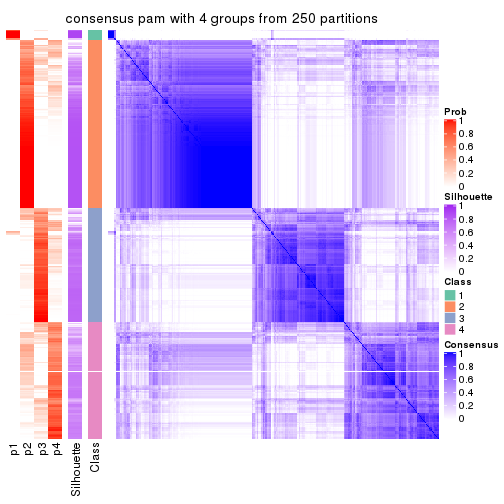 consensus pam with 4 groups from 250 partitions
Prob
1
0.8
0.6
0.4
0.2
0
Silhouette
1
0.8
0.6
0.4
0.2
0
Class
1
2
3
4
Consensus
1
0.8
0.6
0.4
0.2
0
p1
p2
p3
p4
Silhouette
Class